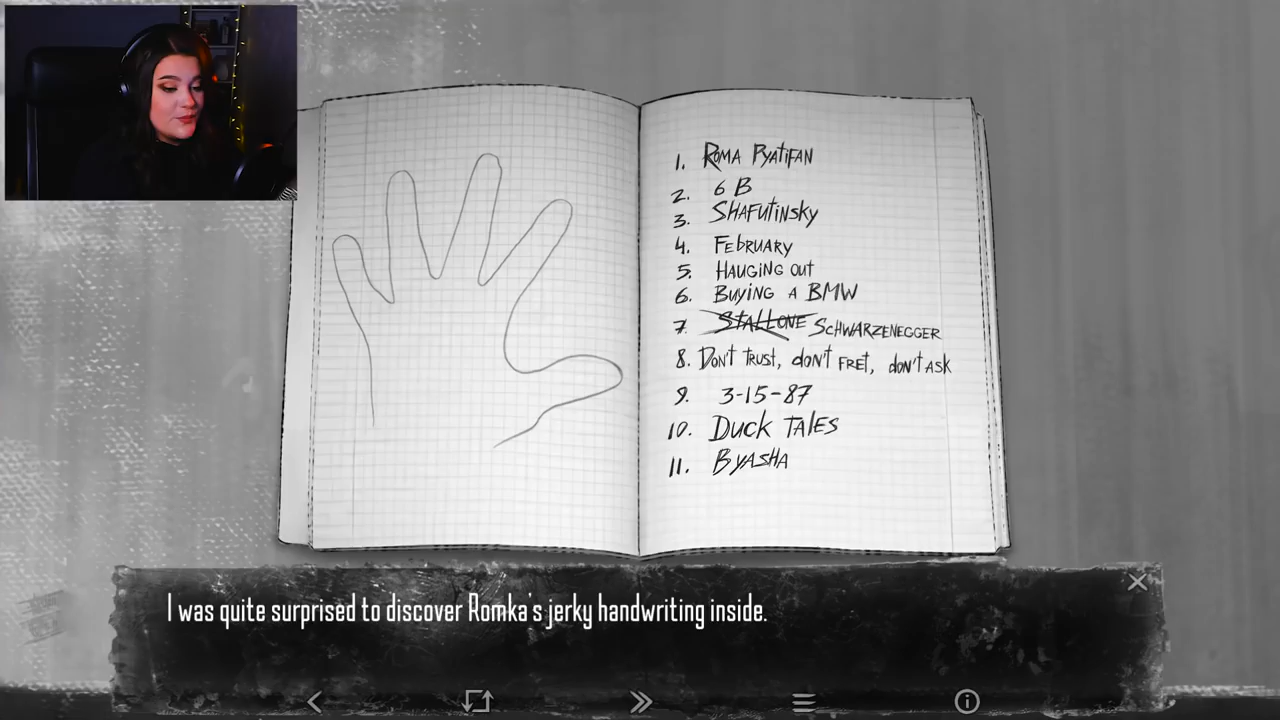 1. Roma Pyatifan
2. 6 B
3. Shafutinsky
4. February
5. Hauging out
6. Buying a BMW
7. Stallone Schwarzenegger
8. Don't trust, don't fret, don't ask
9. 3-15-87
10. Duck Tales
11. Byasha
I was quite surprised to discover Romka's jerky handwriting inside.